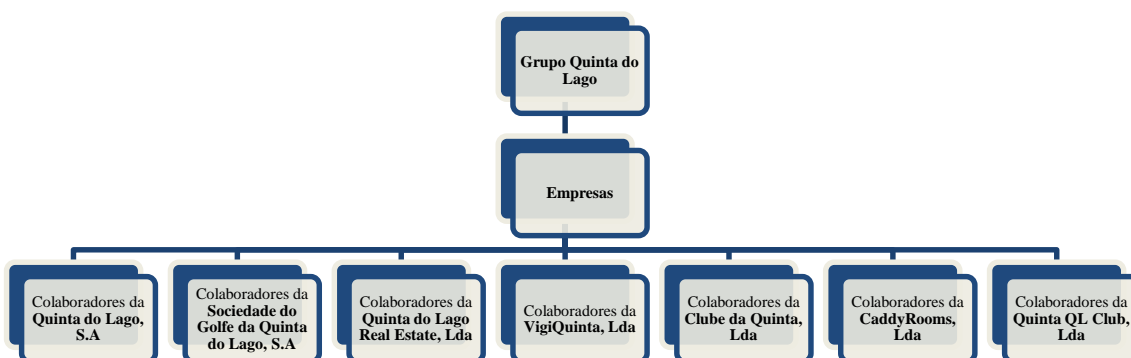 Grupo Quinta do
Lago
Empresas
Colaboradores da
Quinta do Lago,
S.A
Colaboradores da
Sociedade do
Golfe da Quinta
do Lago, S.A
Colaboradores da
Quinta do Lago
Real Estate, Lda
Colaboradores da
VigiQuinta, Lda
Colaboradores da
Clube da Quinta,
Lda
Colaboradores da
CaddyRooms,
Lda
Colaboradores da
Quinta QL Club,
Lda